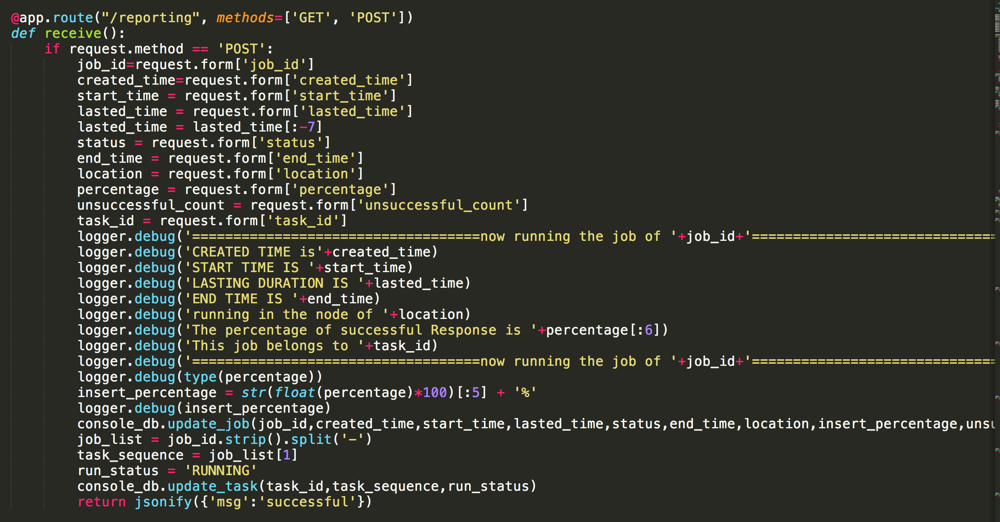 @app.route("/reporting", methods=['GET', 'POST'])
def receive():
    if request.method == 'POST':
        job_id=request.form['job_id']
        created_time=request.form['created_time']
        start_time = request.form['start_time']
        lasted_time = request.form['lasted_time']
        lasted_time = lasted_time[:-7]
        status = request.form['status']
        end_time = request.form['end_time']
        location = request.form['location']
        percentage = request.form['percentage']
        unsuccessful_count = request.form['unsuccessful_count']
        task_id = request.form['task_id']
        logger.debug('===================================now running the job of '+job_id+'==============================
        logger.debug('CREATED TIME is'+created_time)
        logger.debug('START TIME IS '+start_time)
        logger.debug('LASTING DURATION IS '+lasted_time)
        logger.debug('END TIME IS '+end_time)
        logger.debug('running in the node of '+location)
        logger.debug('The percentage of successful Response is '+percentage[:6])
        logger.debug('This job belongs to '+task_id)
        logger.debug('===================================now running the job of '+job_id+'==============================
        logger.debug(type(percentage))
        insert_percentage = str(float(percentage)*100)[:5] + '%'
        logger.debug(insert_percentage)
        console_db.update_job(job_id,created_time,start_time,lasted_time,status,end_time,location,insert_percentage,unsu
        job_list = job_id.strip().split('-')
        task_sequence = job_list[1]
        run_status = 'RUNNING'
        console_db.update_task(task_id,task_sequence,run_status)
        return jsonify({'msg':'successful'})